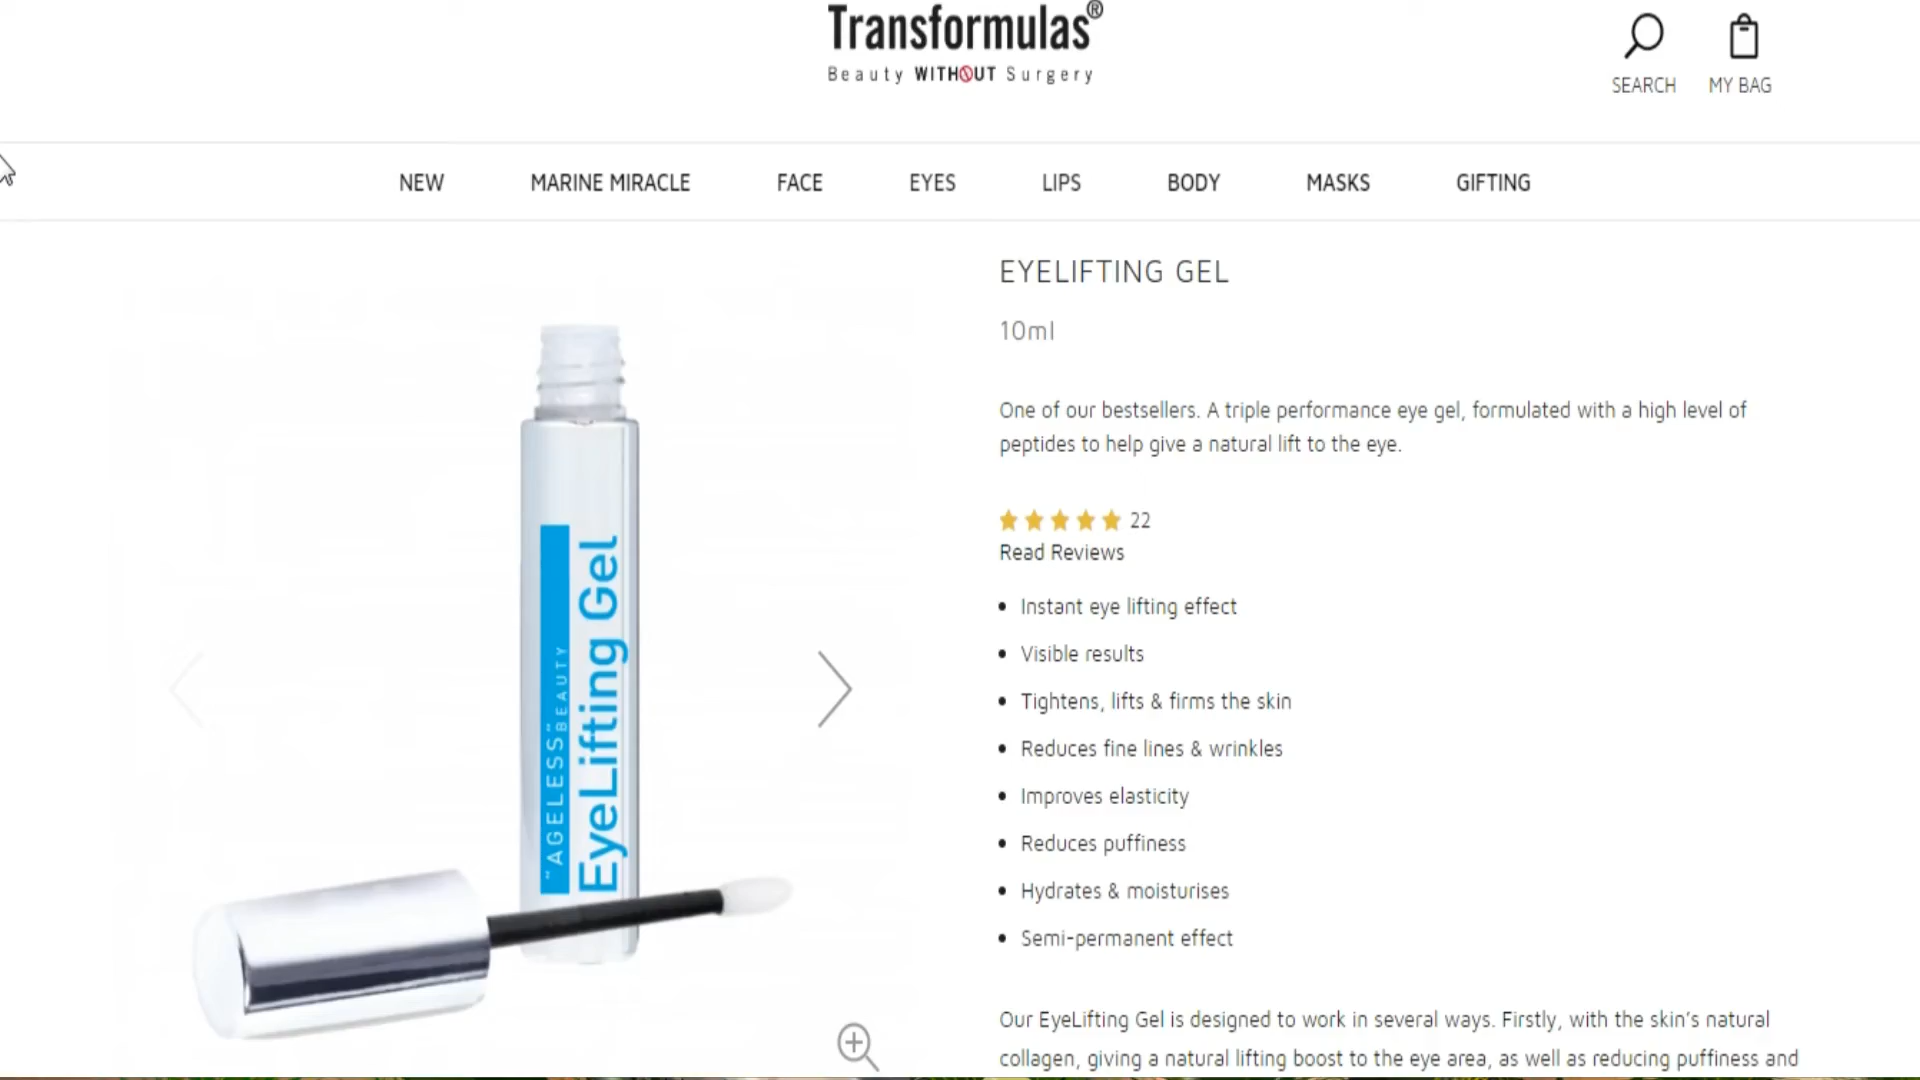 Transformulas®
Beauty WITHOUT Surgery
SEARCH
MY BAG
NEW
MARINE MIRACLE
FACE
EYES
LIPS
BODY
MASKS
GIFTING
"AGELESS" BEAUTY
EyeLifting Gel
EYELIFTING GEL
10ml
One of our bestsellers. A triple performance eye gel, formulated with a high level of
peptides to help give a natural lift to the eye.
22
Read Reviews
• Instant eye lifting effect
• Visible results
• Tightens, lifts & firms the skin
• Reduces fine lines & wrinkles
• Improves elasticity
• Reduces puffiness
• Hydrates & moisturises
• Semi-permanent effect
Our EyeLifting Gel is designed to work in several ways. Firstly, with the skin’s natural
collagen, giving a natural lifting boost to the eye area, as well as reducing puffiness and